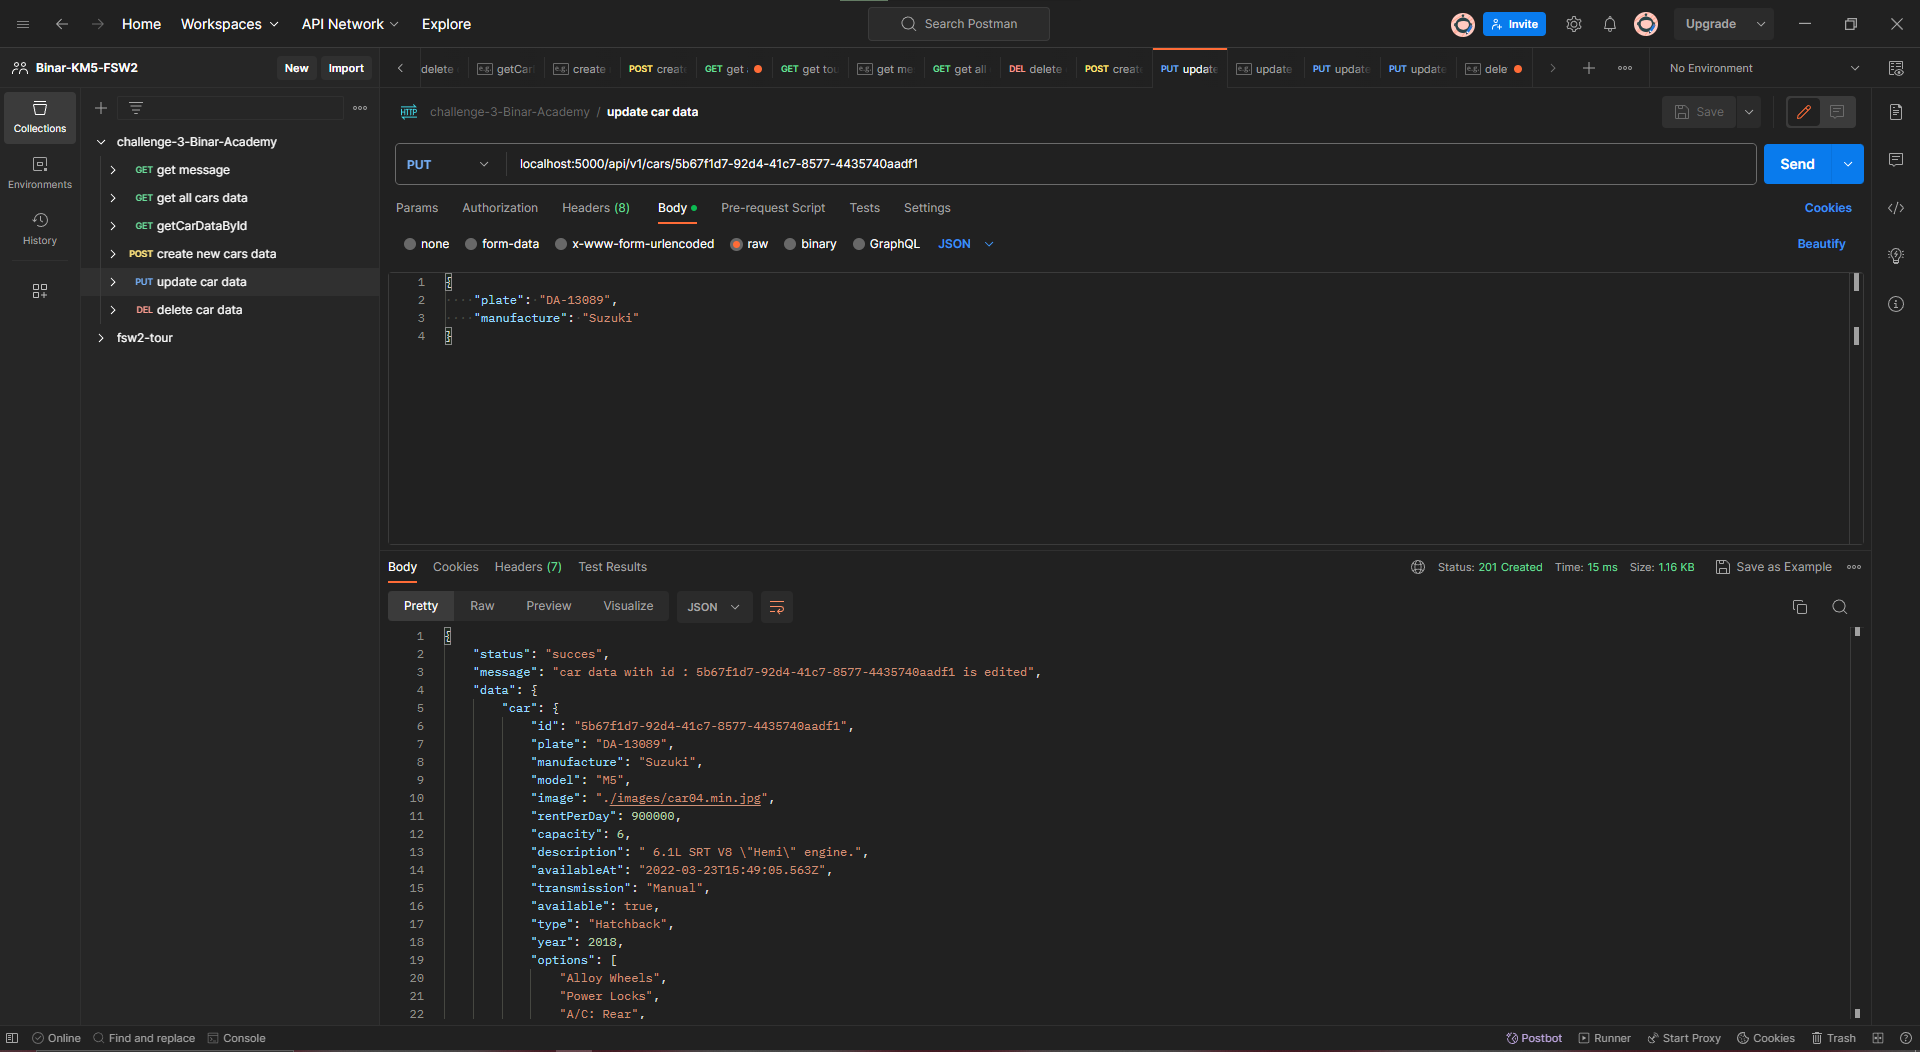 Home Workspaces API Network Explore Search Postman Invite Upgrade
Binar-KM5-FSW2 New Import delete e.g. getCar e.g. create POST creat GET get GET get tou e.g. get me GET get all DEL delete POST creat PUT update e.g. update PUT update PUT update e.g. dele No Environment
Collections
Environments
History
challenge-3-Binar-Academy
GET get message
GET get all cars data
GET getCarDataById
POST create new cars data
PUT update car data
DEL delete car data
fsw2-tour
HTTP challenge-3-Binar-Academy / update car data Save
PUT localhost:5000/api/v1/cars/5b67f1d7-92d4-41c7-8577-4435740aadf1 Send
Params Authorization Headers (8) Body Pre-request Script Tests Settings Cookies
none form-data x-www-form-urlencoded raw binary GraphQL JSON Beautify
1 {
2 "plate": "DA-13089",
3 "manufacture": "Suzuki"
4 }
Body Cookies Headers (7) Test Results Status: 201 Created Time: 15 ms Size: 1.16 KB Save as Example
Pretty Raw Preview Visualize JSON
1 {
2 "status": "succes",
3 "message": "car data with id : 5b67f1d7-92d4-41c7-8577-4435740aadf1 is edited",
4 "data": {
5 "car": {
6 "id": "5b67f1d7-92d4-41c7-8577-4435740aadf1",
7 "plate": "DA-13089",
8 "manufacture": "Suzuki",
9 "model": "M5",
10 "image": "./images/car04.min.jpg",
11 "rentPerDay": 900000,
12 "capacity": 6,
13 "description": " 6.1L SRT V8 \"Hemi\" engine.",
14 "availableAt": "2022-03-23T15:49:05.563Z",
15 "transmission": "Manual",
16 "available": true,
17 "type": "Hatchback",
18 "year": 2018,
19 "options": [
20 "Alloy Wheels",
21 "Power Locks",
22 "A/C: Rear",
Online Find and replace Console Postbot Runner Start Proxy Cookies Trash